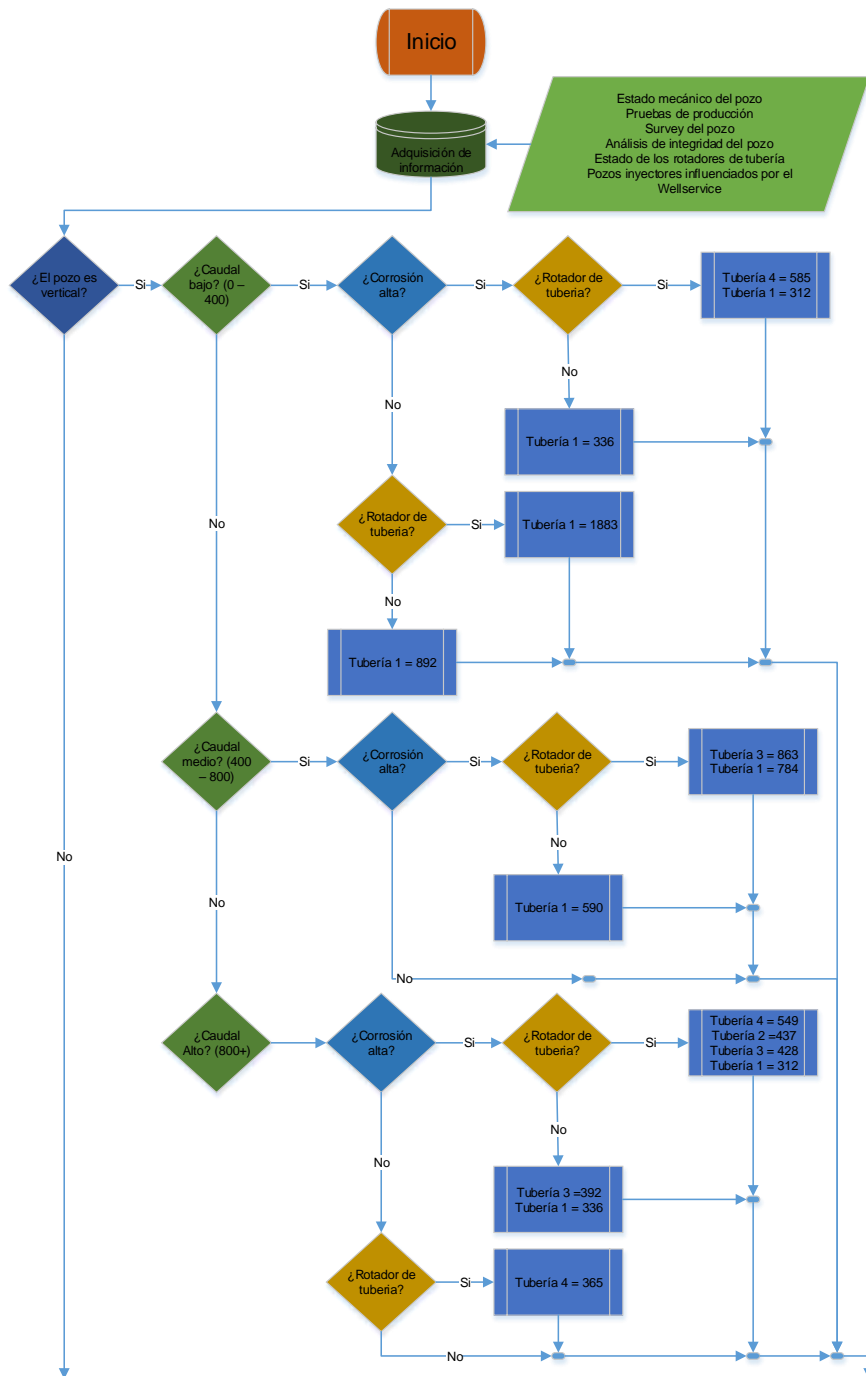 Inicio
Adquisición de
información
Estado mecánico del pozo
Pruebas de producción
Survey del pozo
Análisis de integridad del pozo
Estado de los rotadores de tubería
Pozos inyectores influenciados por el
Wellservice
¿El pozo es
vertical?
Si
¿Caudal
bajo? (0 –
400)
Si
¿Corrosión
alta?
Si
¿Rotador de
tuberia?
Si
Tubería 4 = 585
Tubería 1 = 312
No
Tubería 1 = 336
No
¿Rotador de
tuberia?
Si
Tubería 1 = 1883
No
Tubería 1 = 892
No
¿Caudal
medio? (400
– 800)
Si
¿Corrosión
alta?
Si
¿Rotador de
tuberia?
Si
Tubería 3 = 863
Tubería 1 = 784
No
Tubería 1 = 590
No
No
No
¿Caudal
Alto? (800+)
¿Corrosión
alta?
Si
¿Rotador de
tuberia?
Si
Tubería 4 = 549
Tubería 2 =437
Tubería 3 = 428
Tubería 1 = 312
No
Tubería 3 =392
Tubería 1 = 336
No
¿Rotador de
tuberia?
Si
Tubería 4 = 365
No